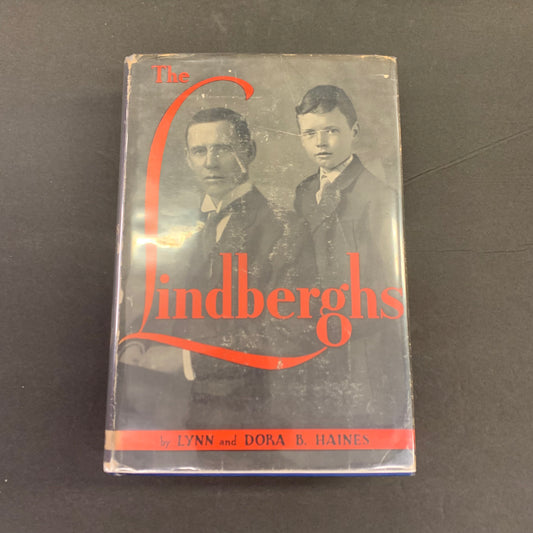 The
Lindberghs
by LYNN and DORA B. HAINES